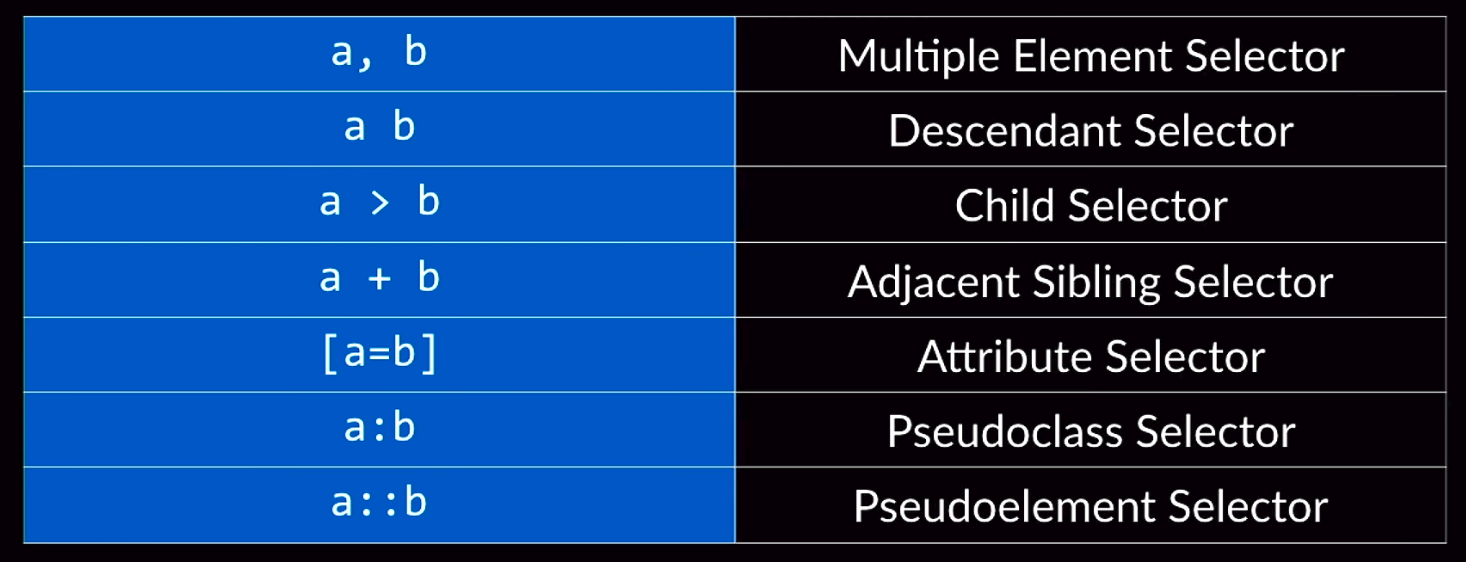 a, b Multiple Element Selector
a b Descendant Selector
a > b Child Selector
a + b Adjacent Sibling Selector
[a=b] Attribute Selector
a:b Pseudoclass Selector
a::b Pseudoelement Selector